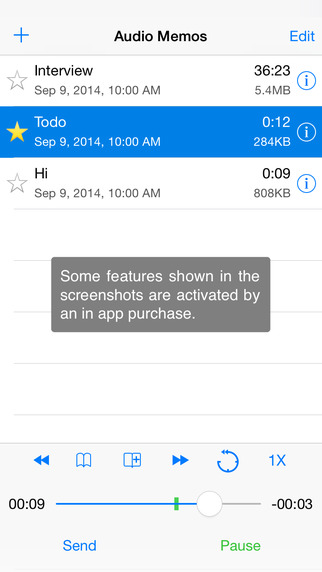 + Audio Memos Edit
Interview 36:23
Sep 9, 2014, 10:00 AM 5.4MB
Todo 0:12
Sep 9, 2014, 10:00 AM 284KB
Hi 0:09
Sep 9, 2014, 10:00 AM 808KB
Some features shown in the
screenshots are activated by
an in app purchase.
1X
00:09 -00:03
Send Pause